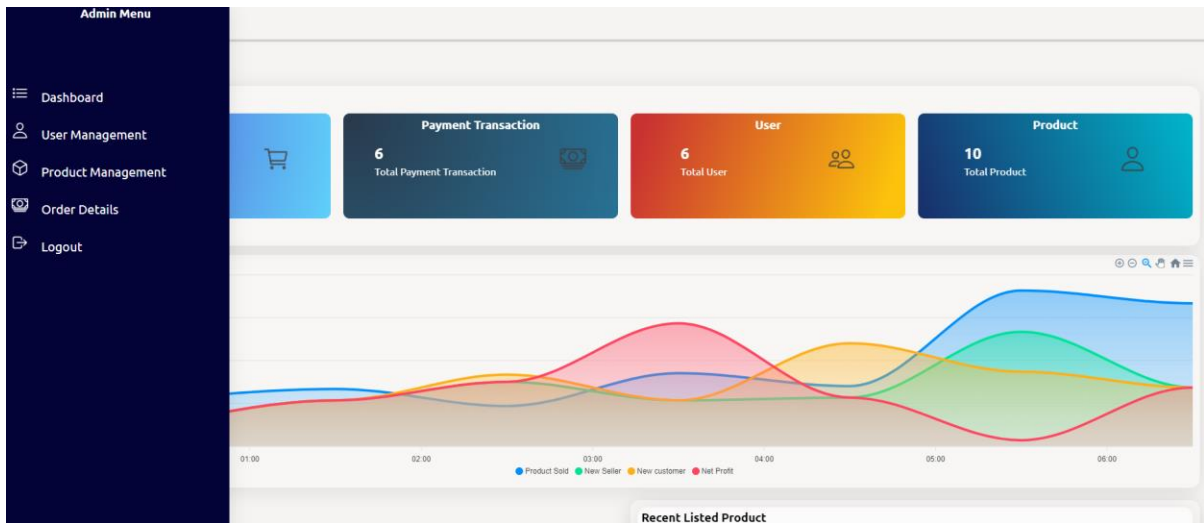 Admin Menu
Dashboard
User Management
Product Management
Order Details
Logout
Payment Transaction
6
Total Payment Transaction
User
6
Total User
Product
10
Total Product
01:00 02:00 03:00 04:00 05:00 06:00
Product Sold New Seller New customer Net Profit
Recent Listed Product